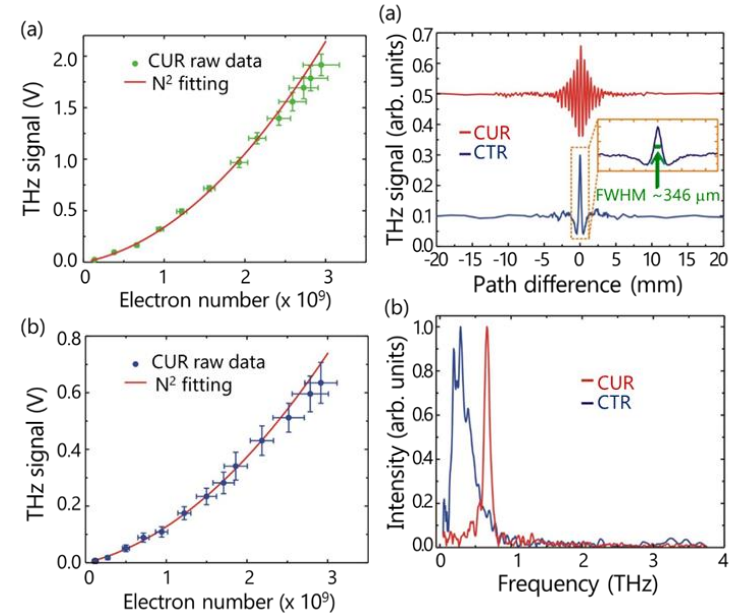 (a)
2.0
1.5
1.0
0.5
0.0
THz signal (V)
CUR raw data
N² fitting
0 1 2 3
Electron number (x 10⁹)
(b)
0.8
0.6
0.4
0.2
0.0
THz signal (V)
CUR raw data
N² fitting
0 1 2 3
Electron number (x 10⁹)
(a)
0.7
0.6
0.5
0.4
0.3
0.2
0.1
0.0
THz signal (arb. units)
CUR
CTR
FWHM ~346 μm
-20 -15 -10 -5 0 5 10 15 20
Path difference (mm)
(b)
1.0
0.8
0.6
0.4
0.2
0.0
Intensity (arb. units)
CUR
CTR
0 1 2 3 4
Frequency (THz)